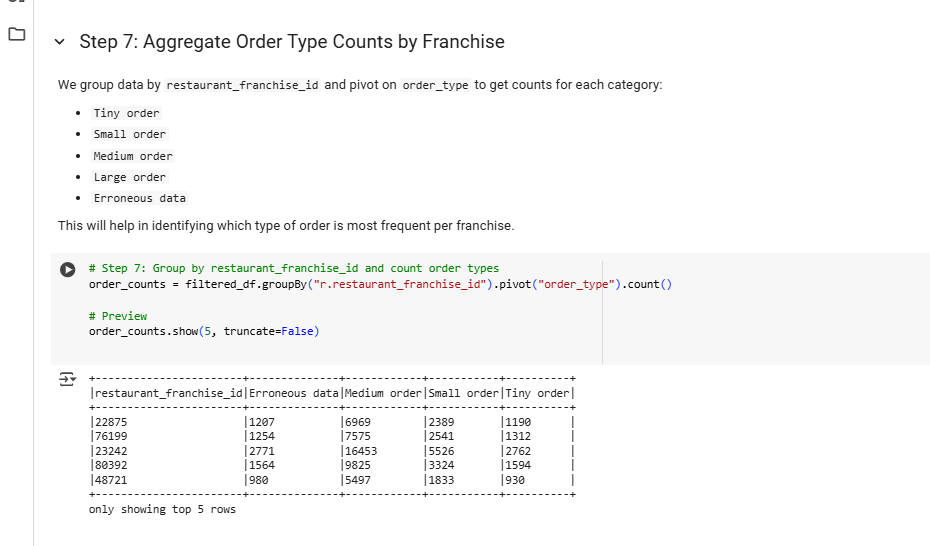 Step 7: Aggregate Order Type Counts by Franchise
We group data by restaurant_franchise_id and pivot on order_type to get counts for each category:
• Tiny order
• Small order
• Medium order
• Large order
• Erroneous data
This will help in identifying which type of order is most frequent per franchise.
# Step 7: Group by restaurant_franchise_id and count order types
order_counts = filtered_df.groupBy("r.restaurant_franchise_id").pivot("order_type").count()
# Preview
order_counts.show(5, truncate=False)
+-----------------------+--------------+------------+-----------+----------+
|restaurant_franchise_id|Erroneous data|Medium order|Small order|Tiny order|
+-----------------------+--------------+------------+-----------+----------+
|22875                  |1207          |6969        |2389       |1190      |
|76199                  |1254          |7575        |2541       |1312      |
|23242                  |2771          |16453       |5526       |2762      |
|80392                  |1564          |9825        |3324       |1594      |
|48721                  |980           |5497        |1833       |930       |
+-----------------------+--------------+------------+-----------+----------+
only showing top 5 rows